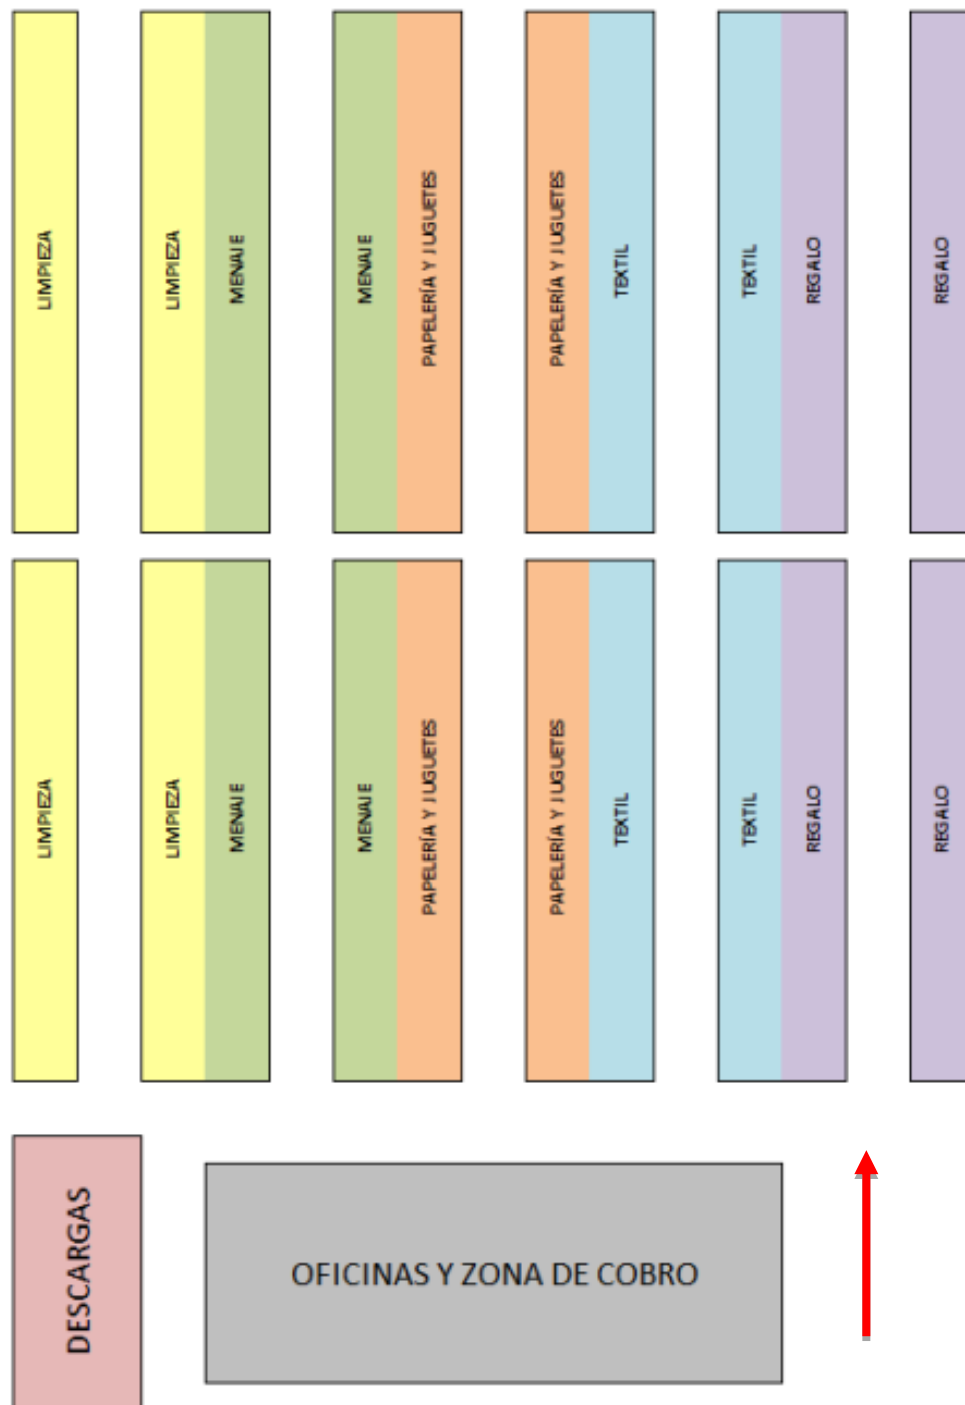 LIMPIEZA
LIMPIEZA
MENAJE
MENAJE
PAPELERÍA Y JUGUETES
PAPELERÍA Y JUGUETES
TEXTIL
TEXTIL
REGALO
REGALO
LIMPIEZA
LIMPIEZA
MENAJE
MENAJE
PAPELERÍA Y JUGUETES
PAPELERÍA Y JUGUETES
TEXTIL
TEXTIL
REGALO
REGALO
DESCARGAS
OFICINAS Y ZONA DE COBRO